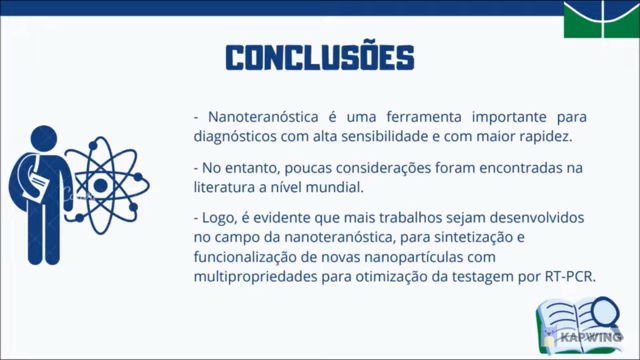 CONCLUSÕES
- Nanoteranóstica é uma ferramenta importante para
diagnósticos com alta sensibilidade e com maior rapidez.
- No entanto, poucas considerações foram encontradas na
literatura a nível mundial.
- Logo, é evidente que mais trabalhos sejam desenvolvidos
no campo da nanoteranóstica, para sintetização e
funcionalização de novas nanopartículas com
multipropriedades para otimização da testagem por RT-PCR.
KAPWING